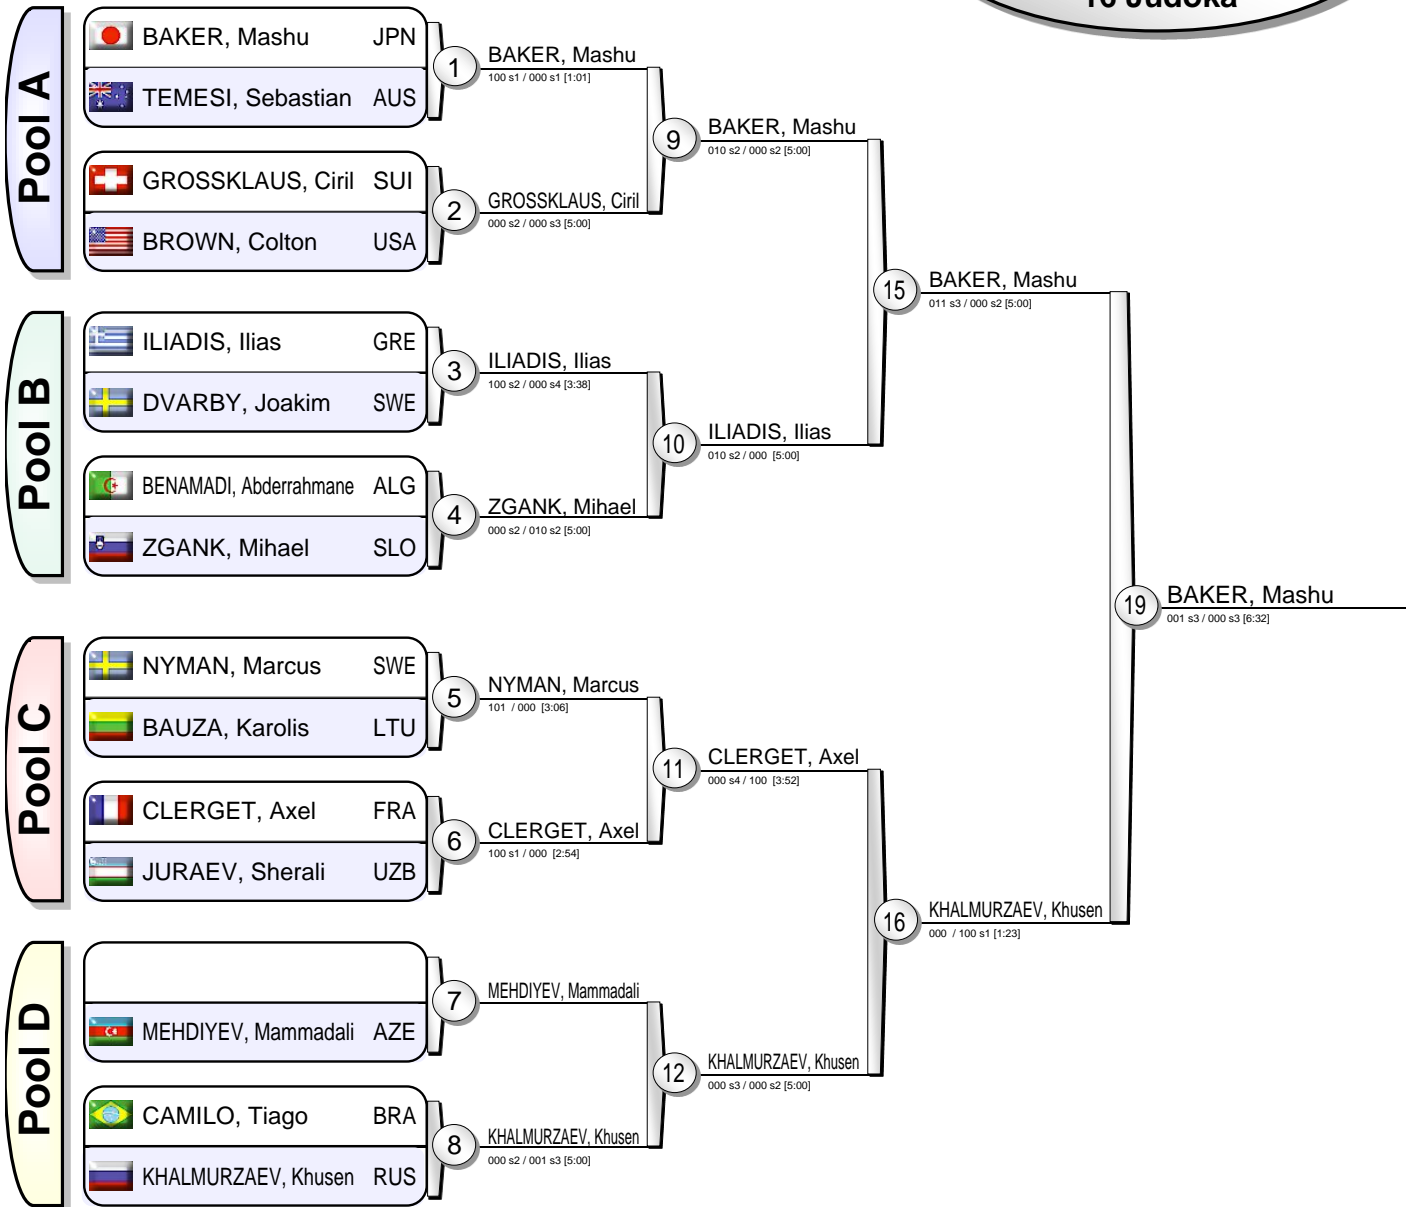 16 Judoka
Pool A
BAKER, Mashu JPN
TEMESI, Sebastian AUS
1
BAKER, Mashu
100 s1 / 000 s1 [1:01]
GROSSKLAUS, Ciril SUI
BROWN, Colton USA
2
GROSSKLAUS, Ciril
000 s2 / 000 s3 [5:00]
9
BAKER, Mashu
010 s2 / 000 s2 [5:00]
Pool B
ILIADIS, Ilias GRE
DVARBY, Joakim SWE
3
ILIADIS, Ilias
100 s2 / 000 s4 [3:38]
BENAMADI, Abderrahmane ALG
ZGANK, Mihael SLO
4
ZGANK, Mihael
000 s2 / 010 s2 [5:00]
10
ILIADIS, Ilias
010 s2 / 000 [5:00]
15
BAKER, Mashu
011 s3 / 000 s2 [5:00]
Pool C
NYMAN, Marcus SWE
BAUZA, Karolis LTU
5
NYMAN, Marcus
101 / 000 [3:06]
CLERGET, Axel FRA
JURAEV, Sherali UZB
6
CLERGET, Axel
100 s1 / 000 [2:54]
11
CLERGET, Axel
000 s4 / 100 [3:52]
Pool D
MEHDIYEV, Mammadali AZE
7
MEHDIYEV, Mammadali
CAMILO, Tiago BRA
KHALMURZAEV, Khusen RUS
8
KHALMURZAEV, Khusen
000 s2 / 001 s3 [5:00]
12
KHALMURZAEV, Khusen
000 s3 / 000 s2 [5:00]
16
KHALMURZAEV, Khusen
000 / 100 s1 [1:23]
19
BAKER, Mashu
001 s3 / 000 s3 [6:32]